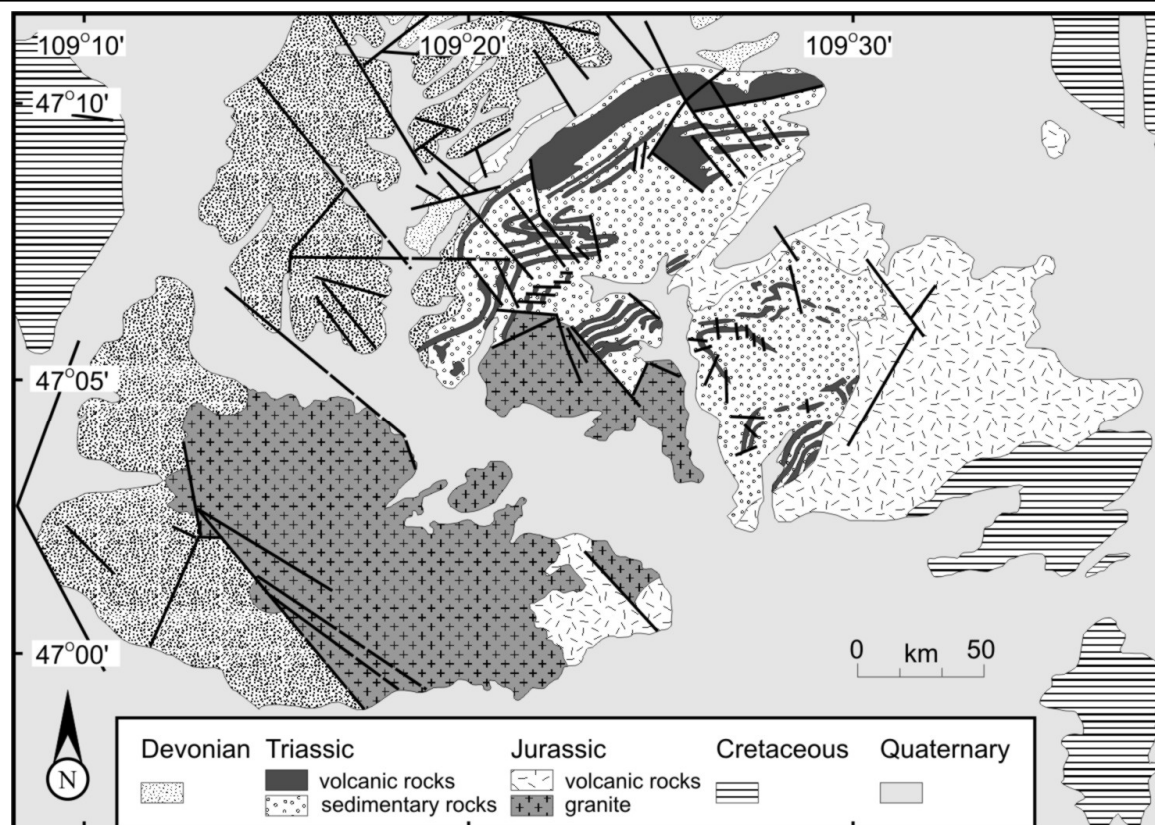 109°10' 109°20' 109°30'
47°10'
47°05'
47°00'
0 km 50
N
Devonian Triassic Jurassic Cretaceous Quaternary
volcanic rocks volcanic rocks
sedimentary rocks granite